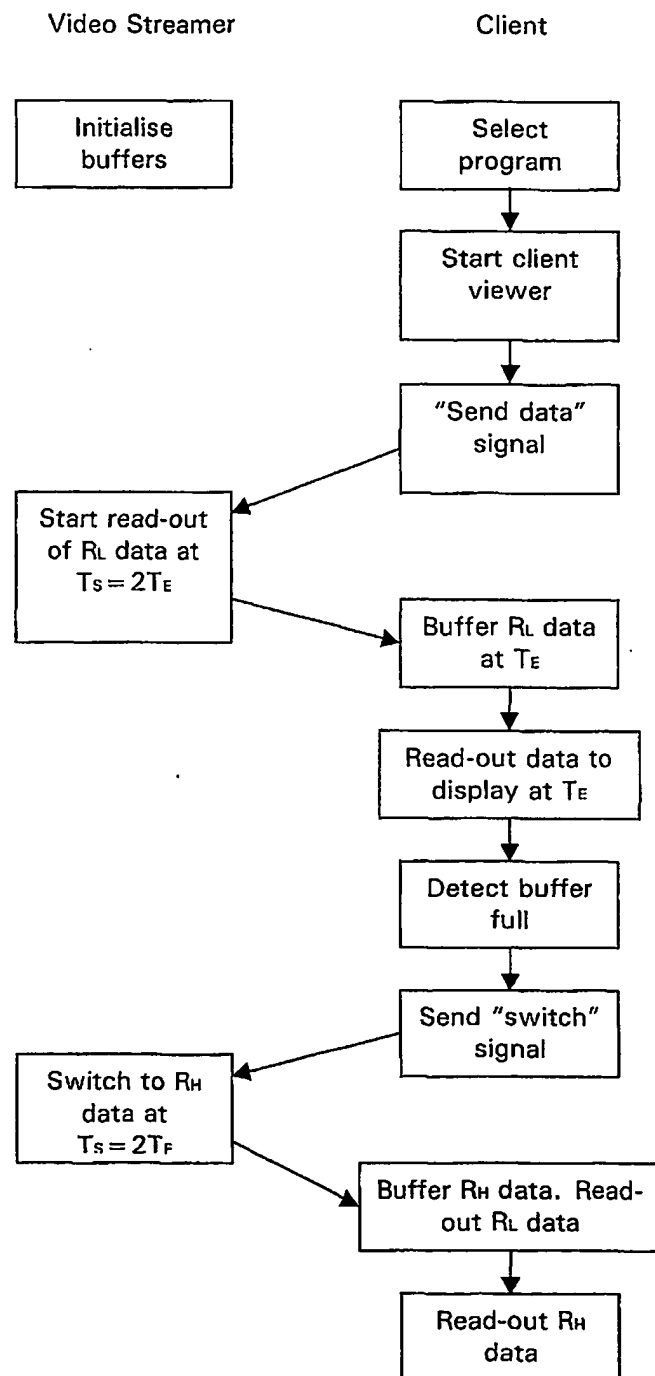 Video Streamer
Client
Initialise
buffers
Select
program
Start client
viewer
"Send data"
signal
Start read-out
of RL data at
TS = 2TE
Buffer RL data
at TE
Read-out data to
display at TE
Detect buffer
full
Send "switch"
signal
Switch to RH
data at
TS = 2TF
Buffer RH data. Read-
out RL data
Read-out RH
data